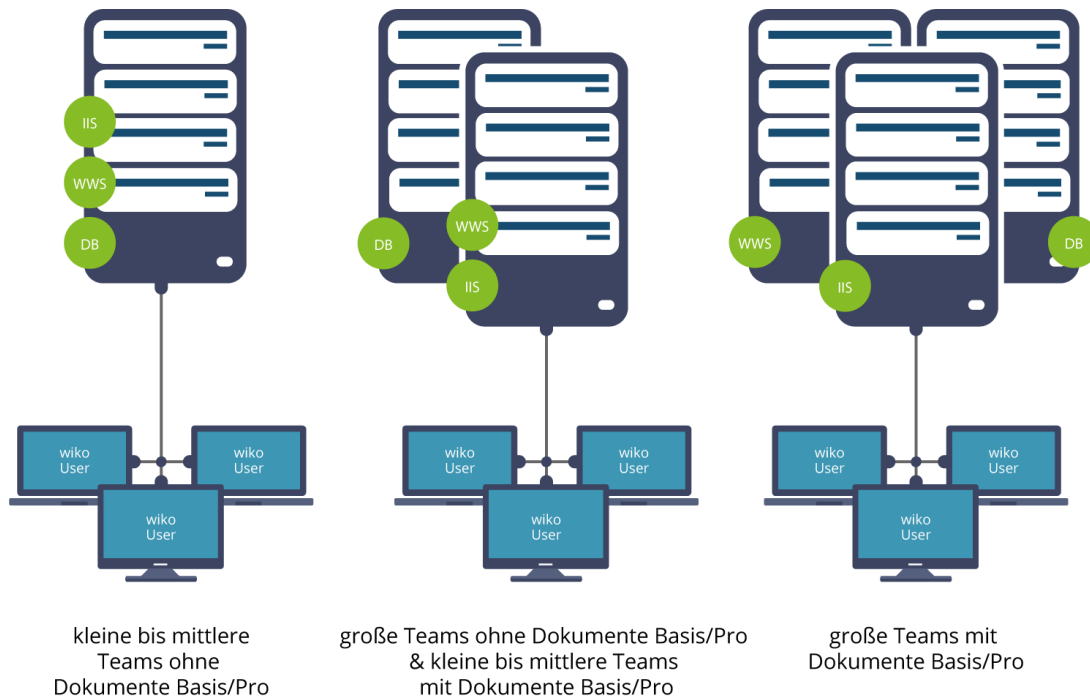 IIS
WWS
DB
wiko
User
wiko
User
wiko
User
kleine bis mittlere
Teams ohne
Dokumente Basis/Pro
DB
WWS
IIS
wiko
User
wiko
User
wiko
User
große Teams ohne Dokumente Basis/Pro
& kleine bis mittlere Teams
mit Dokumente Basis/Pro
WWS
DB
IIS
wiko
User
wiko
User
wiko
User
große Teams mit
Dokumente Basis/Pro